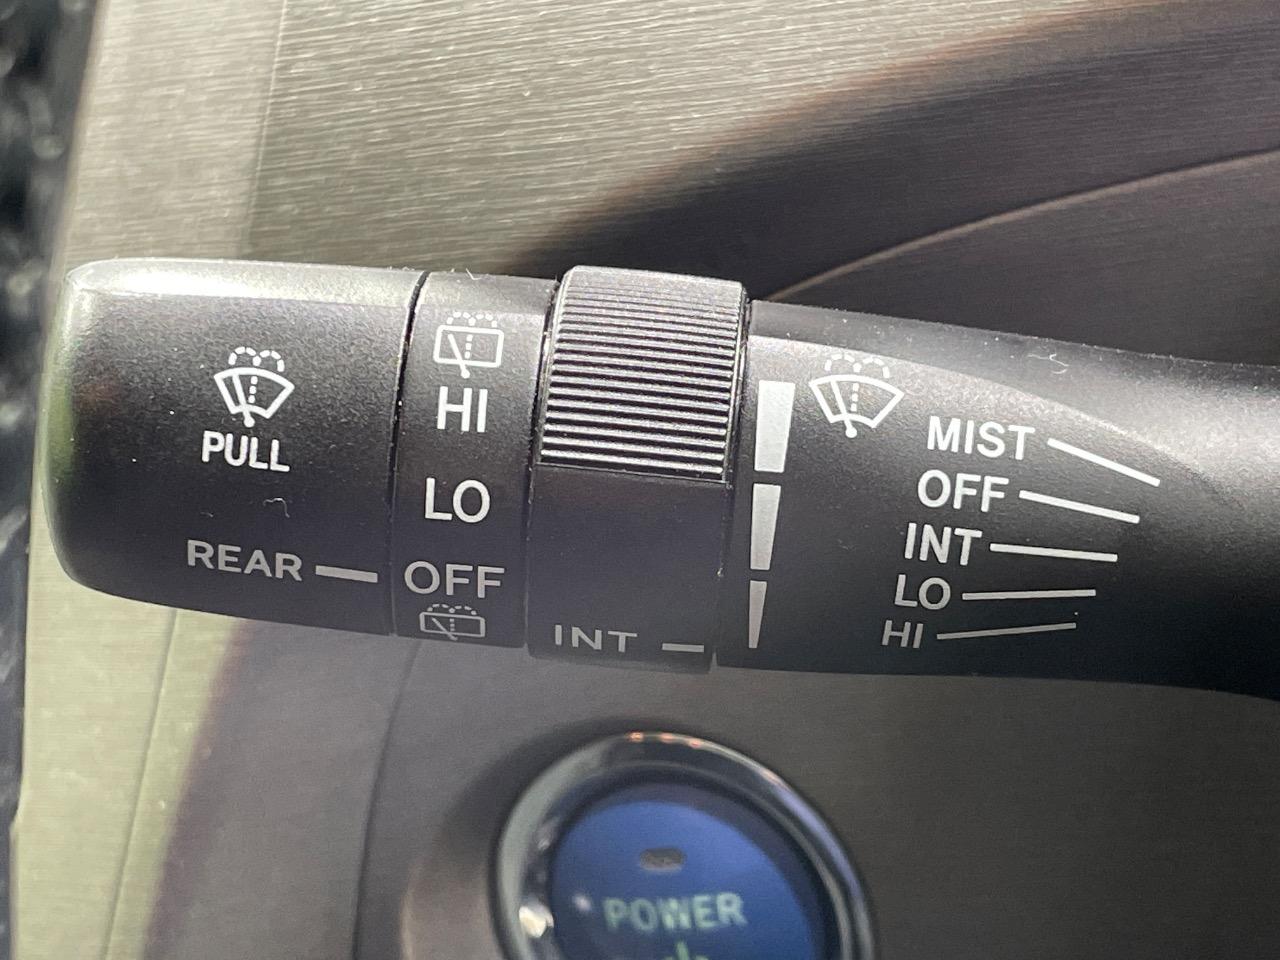 PULL
REAR
HI
LO
OFF
INT
MIST
OFF
INT
LO
HI
POWER